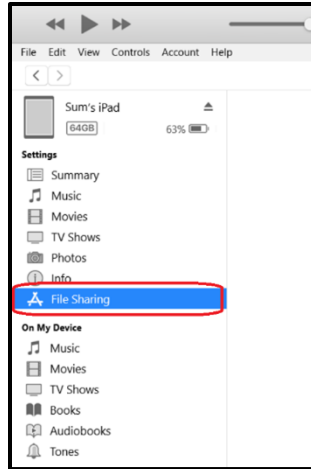 File Edit View Controls Account Help
Sum's iPad
64GB 63%
Settings
Summary
Music
Movies
TV Shows
Photos
Info
File Sharing
On My Device
Music
Movies
TV Shows
Books
Audiobooks
Tones